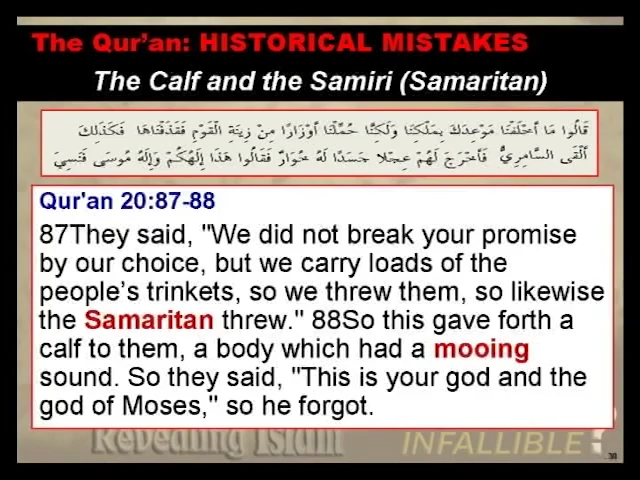 The Qur’an: HISTORICAL MISTAKES
The Calf and the Samiri (Samaritan)
قَالُوا مَا أَخْلَفْنَا مَوْعِدَكَ بِمَلْكِنَا وَلَكِنَّا حُمِّلْنَا أَوْزَارًا مِنْ زِينَةِ الْقَوْمِ فَقَذَفْنَاهَا فَكَذَلِكَ
أَلْقَى السَّامِرِيُّ فَأَخْرَجَ لَهُمْ عِجْلًا جَسَدًا لَهُ خُوَارٌ فَقَالُوا هَذَا إِلَهُكُمْ وَإِلَهُ مُوسَى فَنَسِيَ
Qur'an 20:87-88
87They said, "We did not break your promise
by our choice, but we carry loads of the
people’s trinkets, so we threw them, so likewise
the Samaritan threw." 88So this gave forth a
calf to them, a body which had a mooing
sound. So they said, "This is your god and the
god of Moses," so he forgot.
Revealing Islam INFALLIBLE?
38